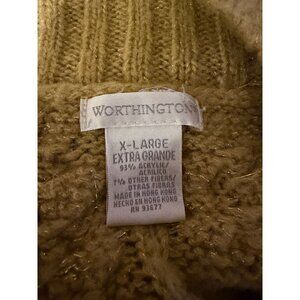 WORTHINGTON
X-LARGE
EXTRA GRANDE
93% ACRYLIC/
ACRILICO
7% OTHER FIBERS/
OTRAS FIBRAS
MADE IN HONG KONG
HECHO EN HONG KONG
RN 93677